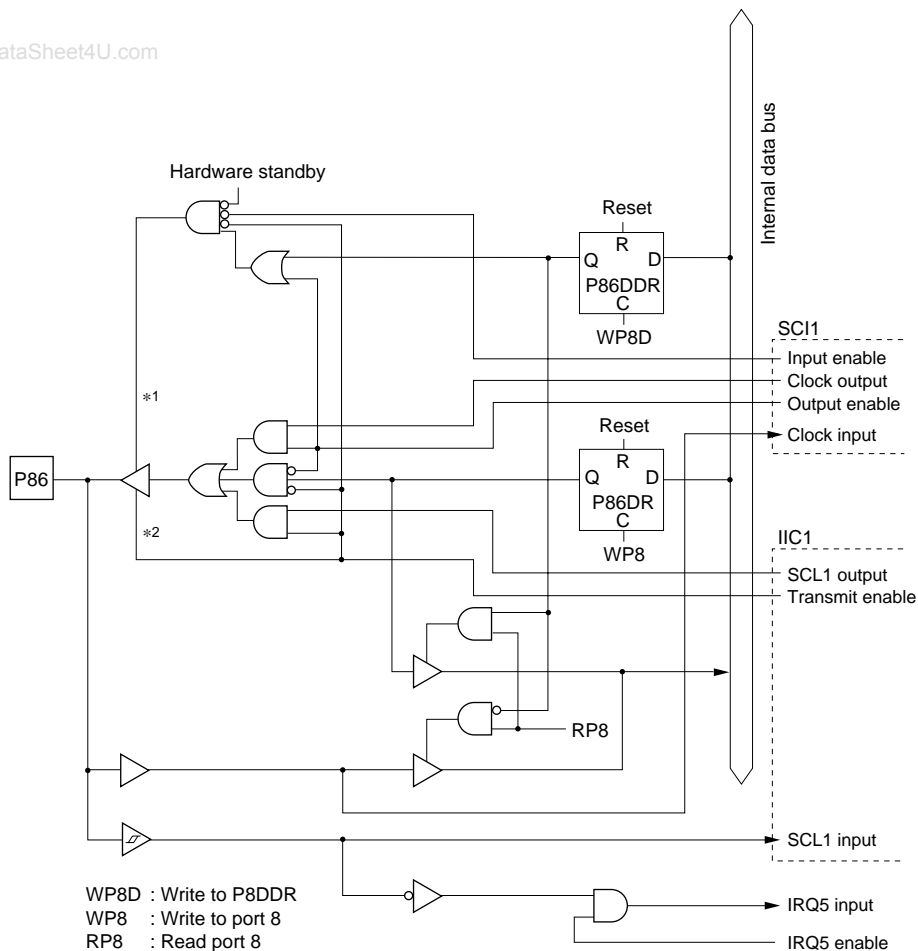 ataSheet4U.com
Internal data bus
Hardware standby
Reset
R
Q D
P86DDR
C
WP8D
SCI1
Input enable
Clock output
Output enable
Clock input
*1
Reset
R
Q D
P86DR
C
WP8
P86
*2
IIC1
SCL1 output
Transmit enable
RP8
SCL1 input
WP8D : Write to P8DDR
WP8 : Write to port 8
RP8 : Read port 8
IRQ5 input
IRQ5 enable